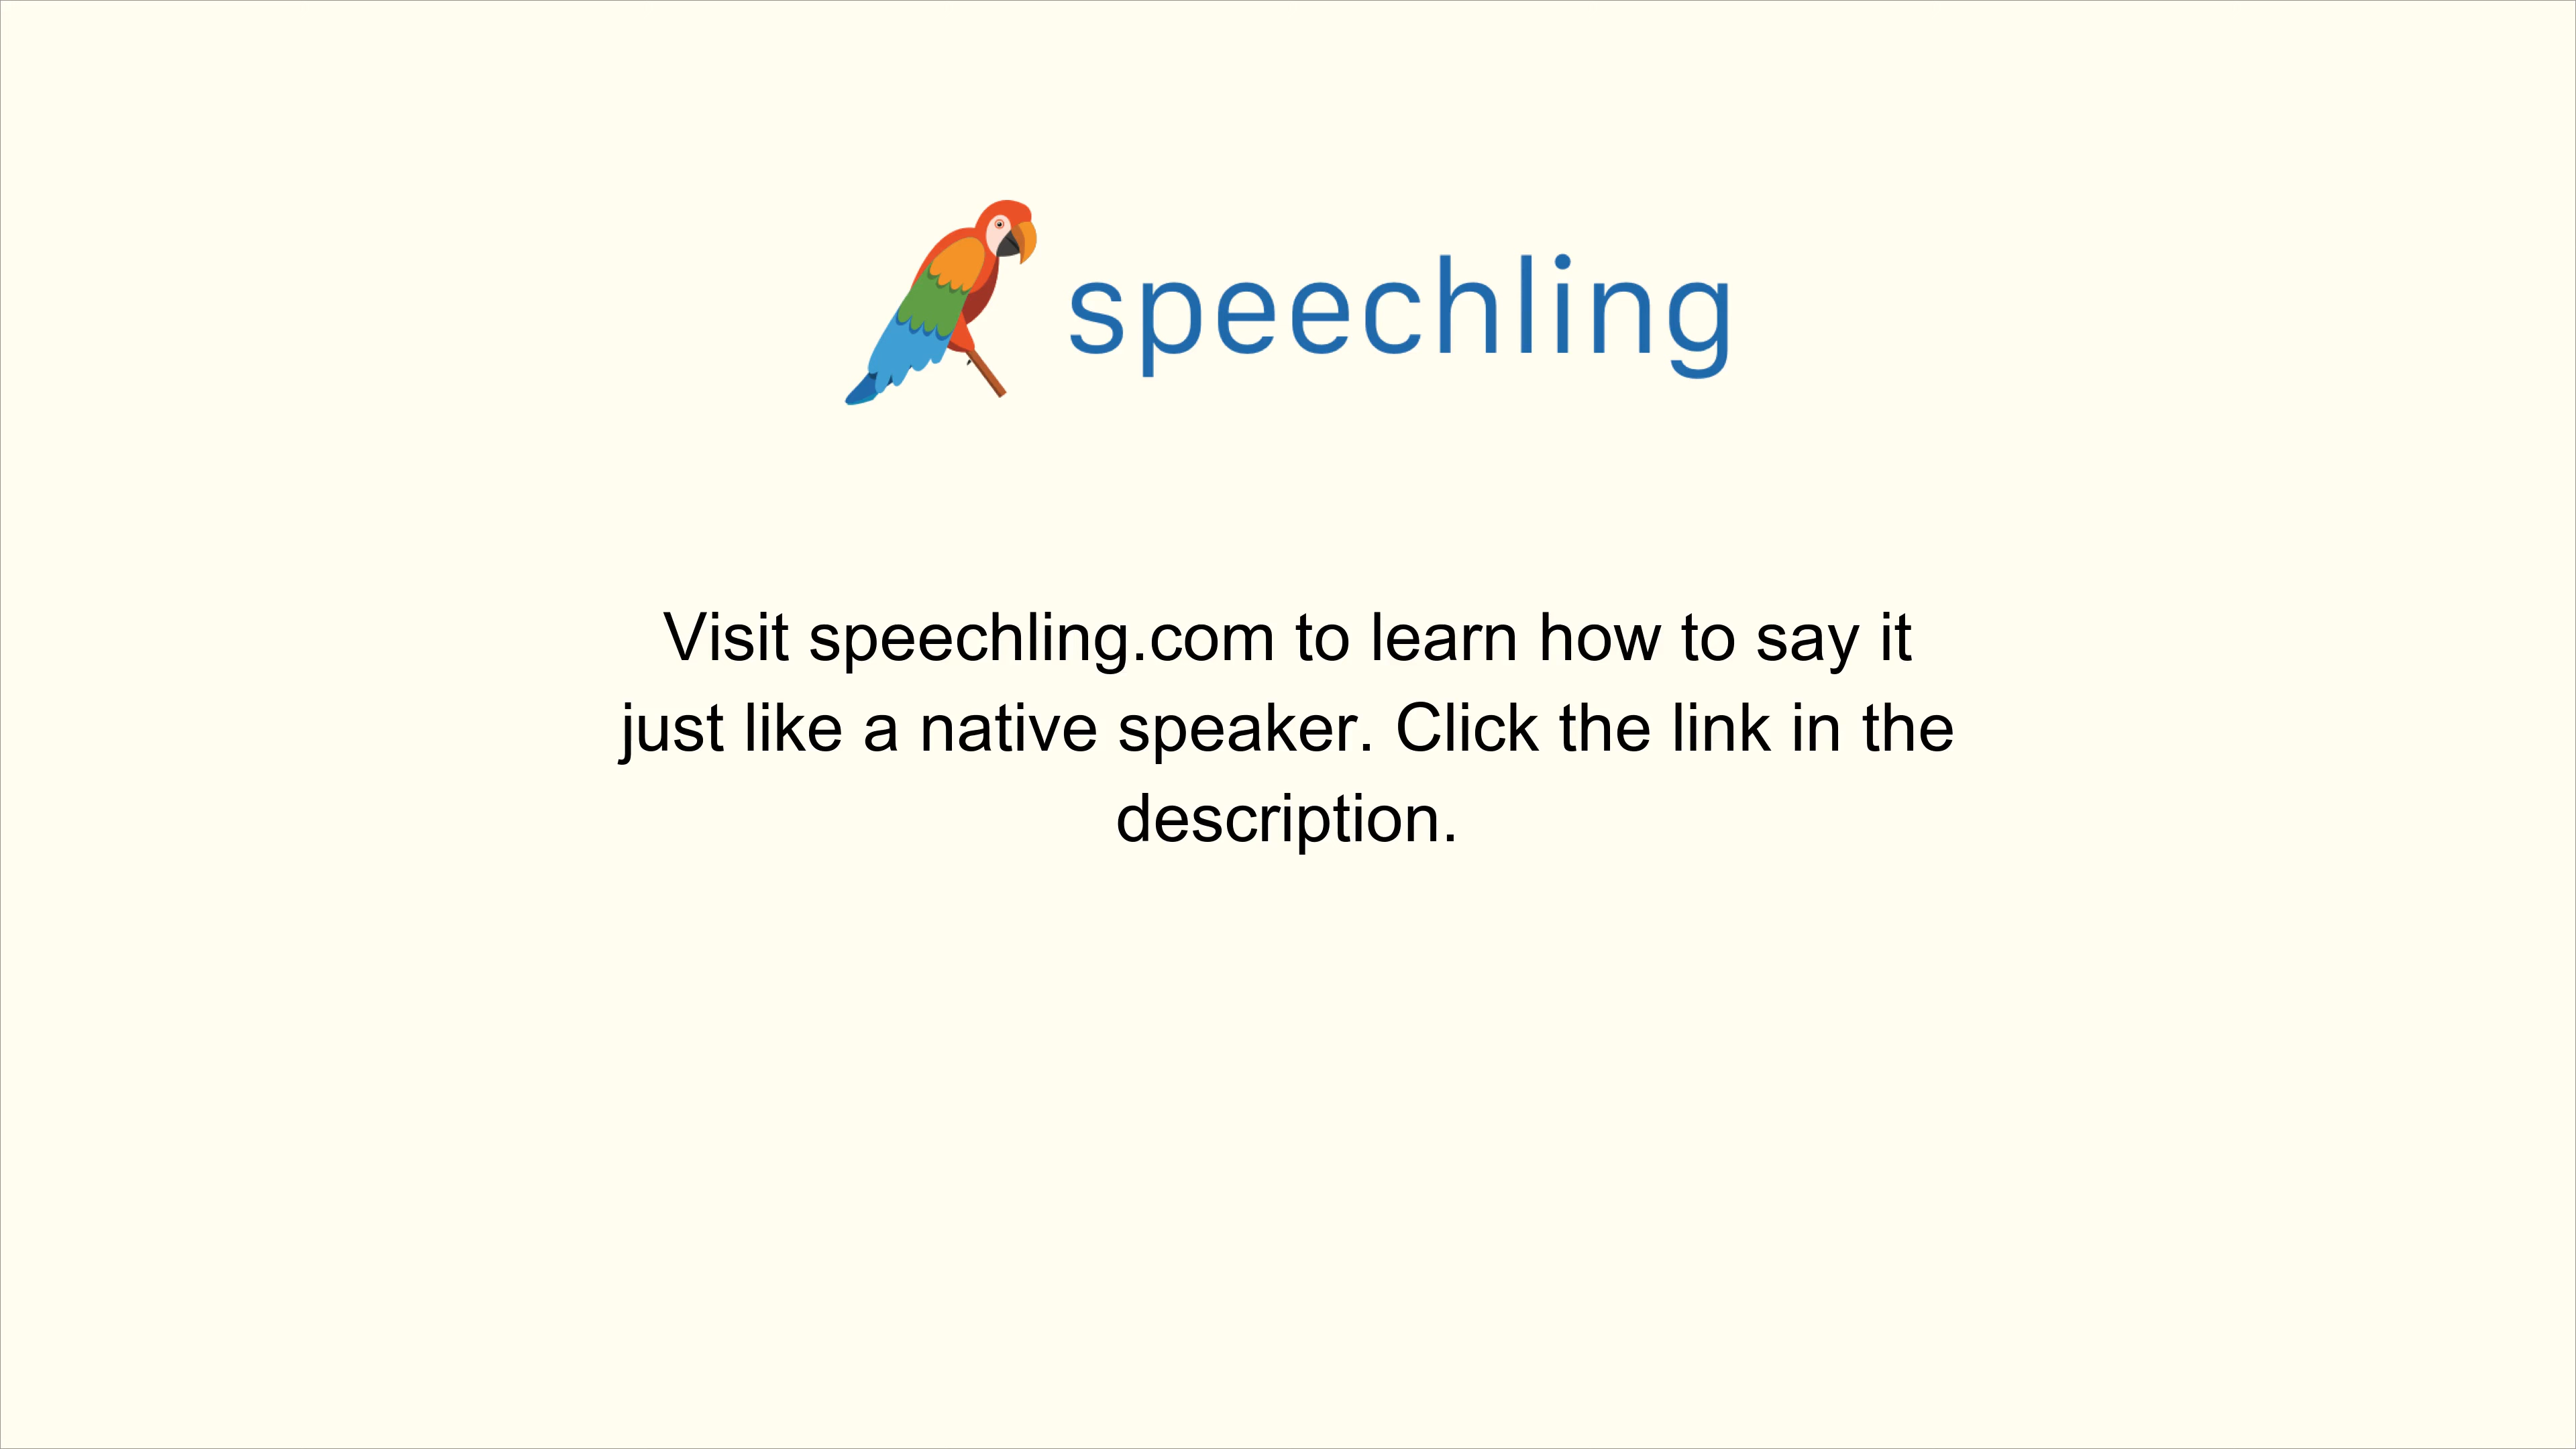 speechling
Visit speechling.com to learn how to say it
just like a native speaker. Click the link in the
description.